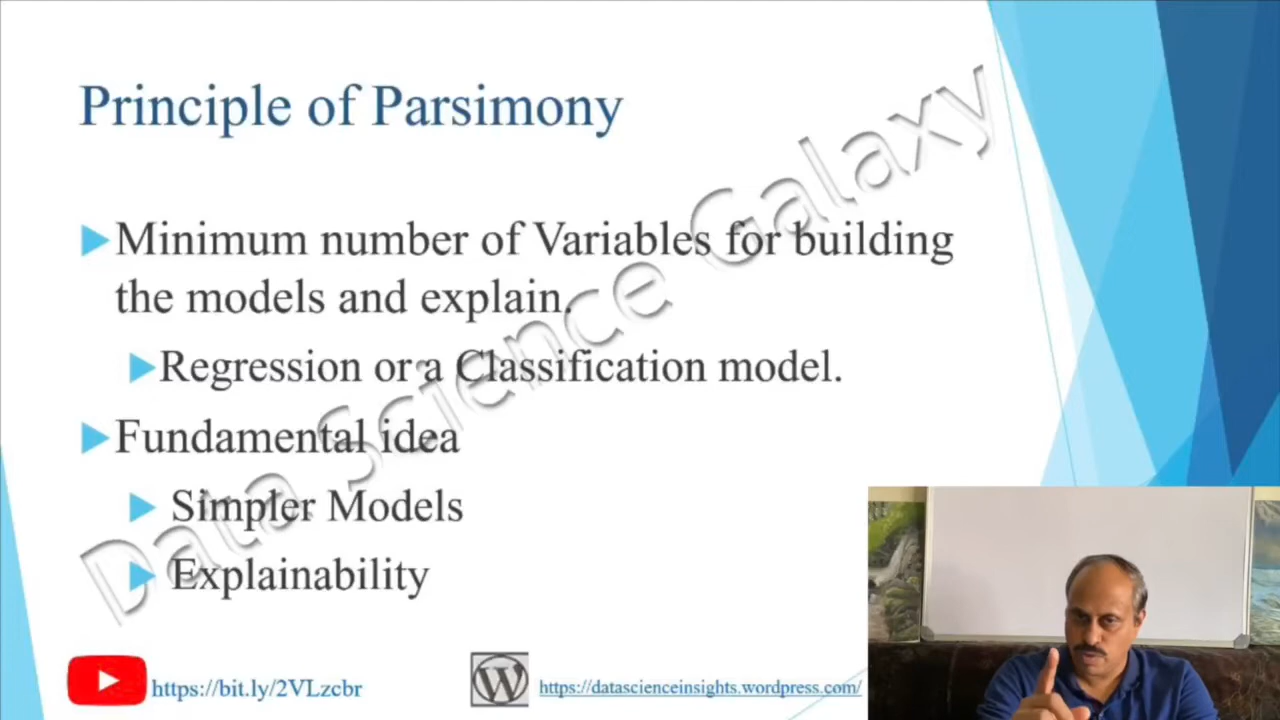 Principle of Parsimony
Minimum number of Variables for building
the models and explain.
Regression or a Classification model.
Fundamental idea
Simpler Models
Explainability
Data Science Galaxy
https://bit.ly/2VLzcbr
https://datascienceinsights.wordpress.com/